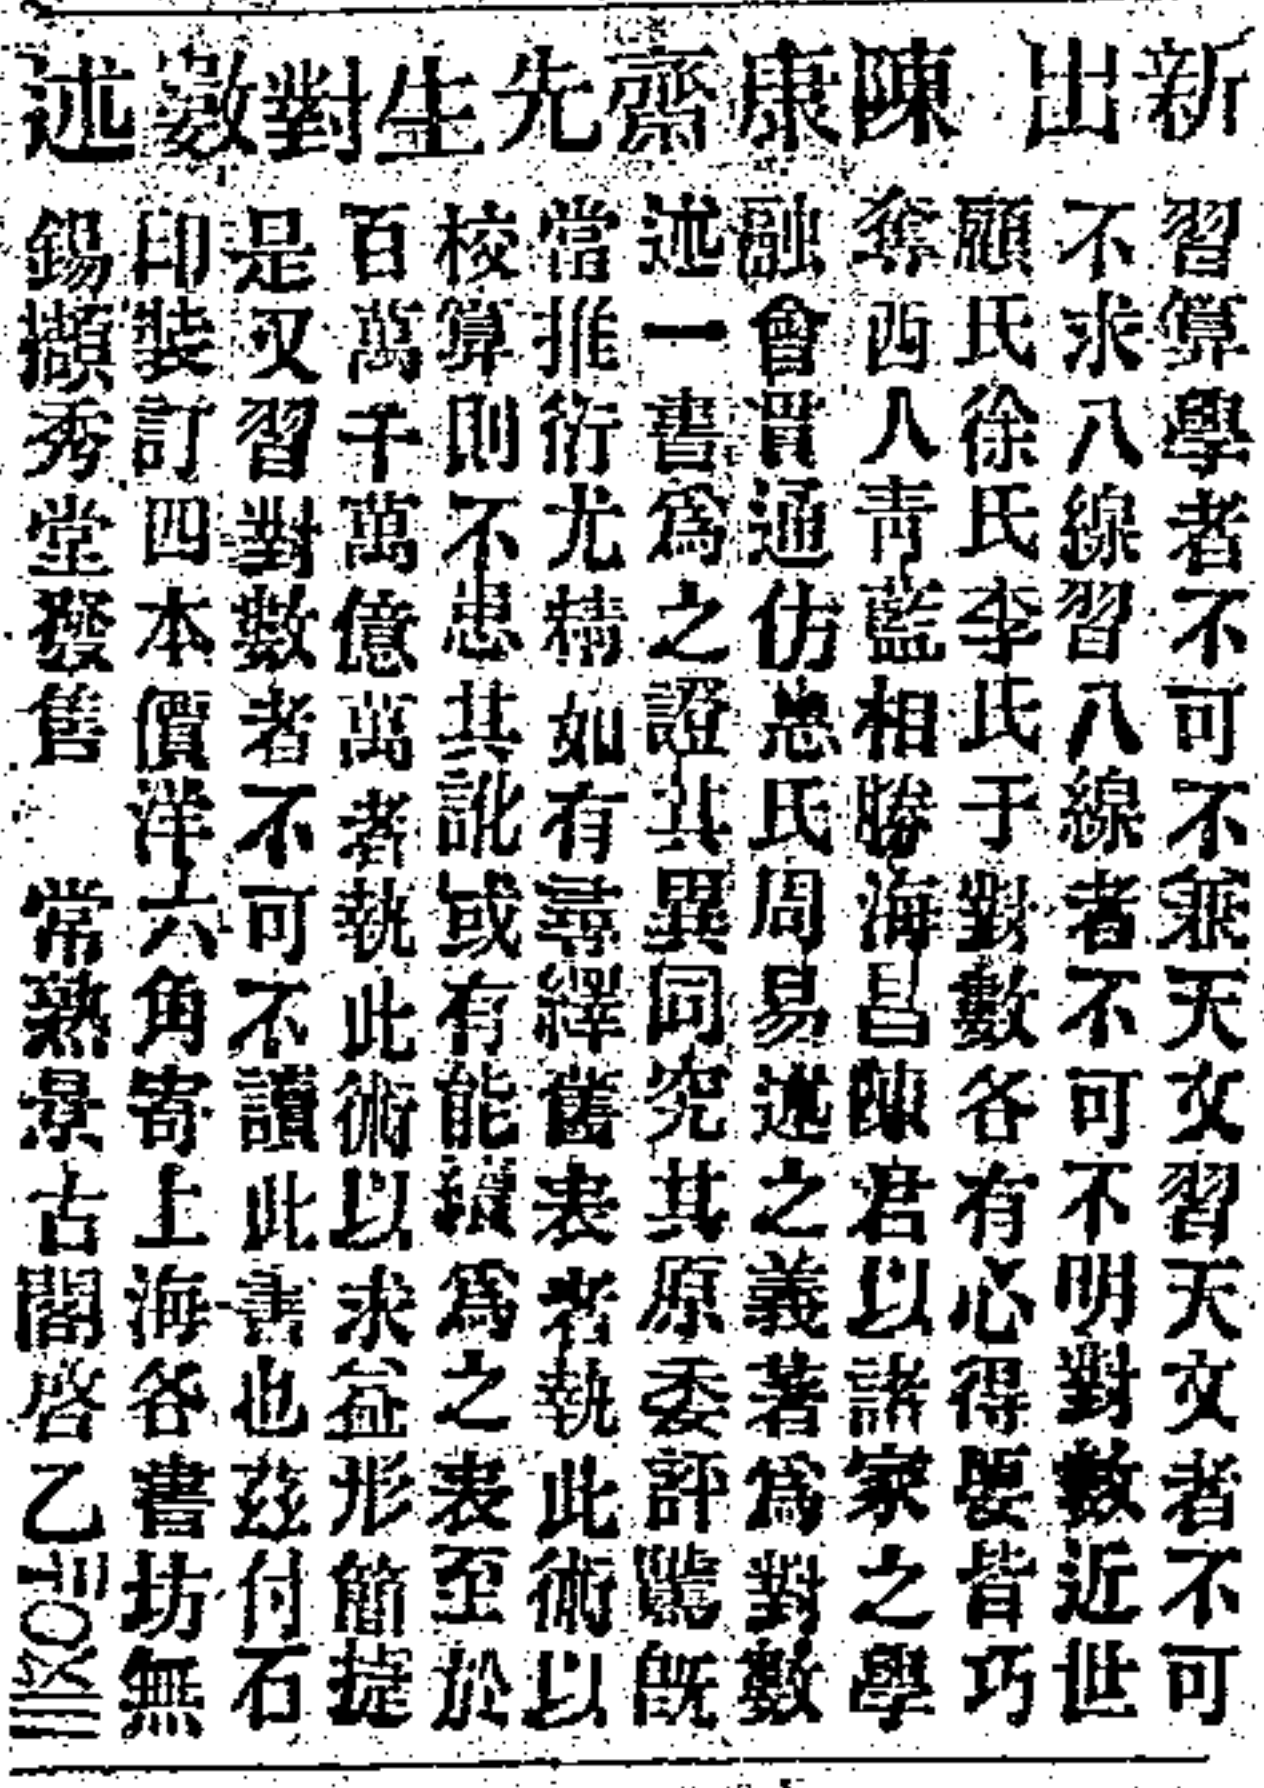 新出 陳康齋先生對數述
習算學者不可不乘天文習天文者不可
不求八線習八線者不可不明對數近世
顧氏徐氏李氏于對數各有心得要皆巧
奪西人青藍相勝海昌陳君以諸家之學
融會貫通仿惠氏周易述之義著爲對數
述一書爲之證其異同究其原委評隲旣
當推衍尤精如有尋繹舊表者執此術以
校算則不患其訛或有能續爲之表至於
百萬千萬億萬者執此術以求益形簡捷
是又習對數者不可不讀此書也玆付石
印裝訂四本價洋六角寄上海各書坊無
錫擷秀堂發售 常熟景古閣啓乙